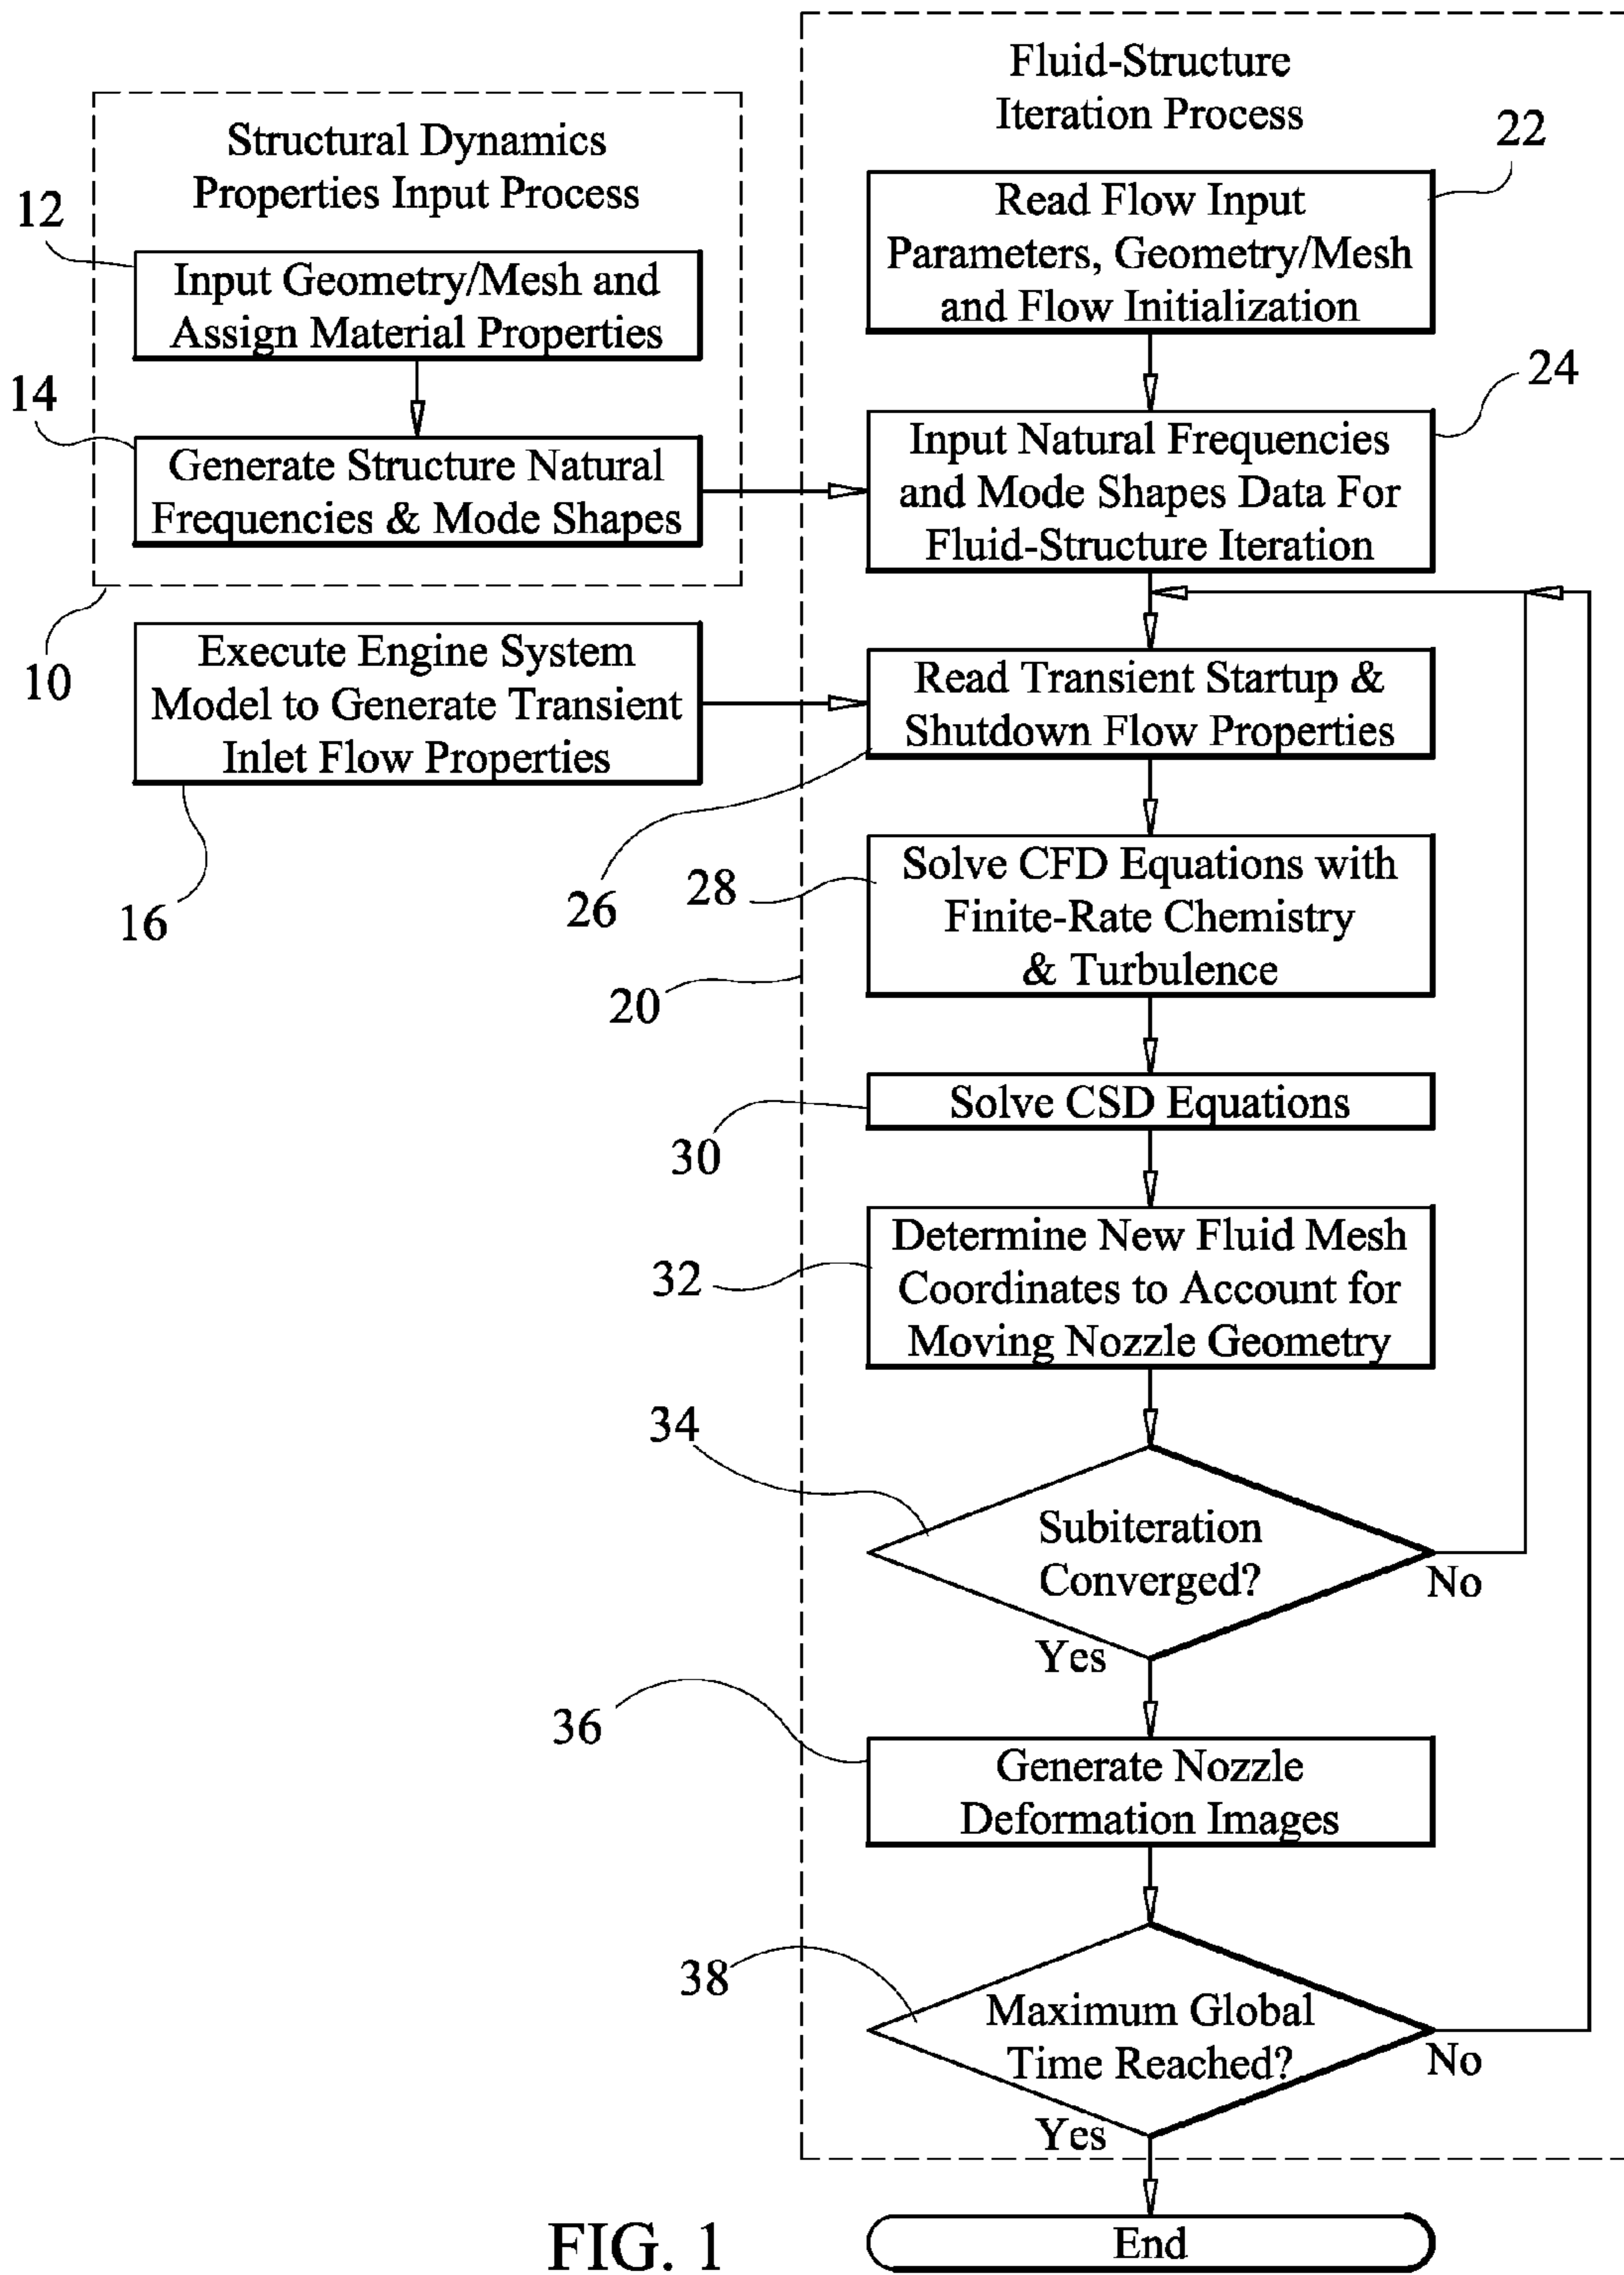 Structural Dynamics
Properties Input Process
12
Input Geometry/Mesh and
Assign Material Properties
14
Generate Structure Natural
Frequencies & Mode Shapes
10
Execute Engine System
Model to Generate Transient
Inlet Flow Properties
16
Fluid-Structure
Iteration Process
22
Read Flow Input
Parameters, Geometry/Mesh
and Flow Initialization
24
Input Natural Frequencies
and Mode Shapes Data For
Fluid-Structure Iteration
Read Transient Startup &
Shutdown Flow Properties
26
28
Solve CFD Equations with
Finite-Rate Chemistry
& Turbulence
20
Solve CSD Equations
30
Determine New Fluid Mesh
Coordinates to Account for
Moving Nozzle Geometry
32
34
Subiteration
Converged?
No
Yes
36
Generate Nozzle
Deformation Images
38
Maximum Global
Time Reached?
No
Yes
End
FIG. 1